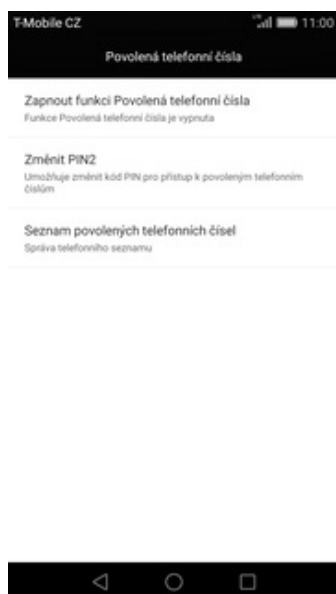 T-Mobile CZ 11:00
Povolená telefonní čísla
Zapnout funkci Povolená telefonní čísla
Funkce Povolená telefonní čísla je vypnuta
Změnit PIN2
Umožňuje změnit kód PIN pro přístup k povoleným telefonním
číslům
Seznam povolených telefonních čísel
Správa telefonního seznamu